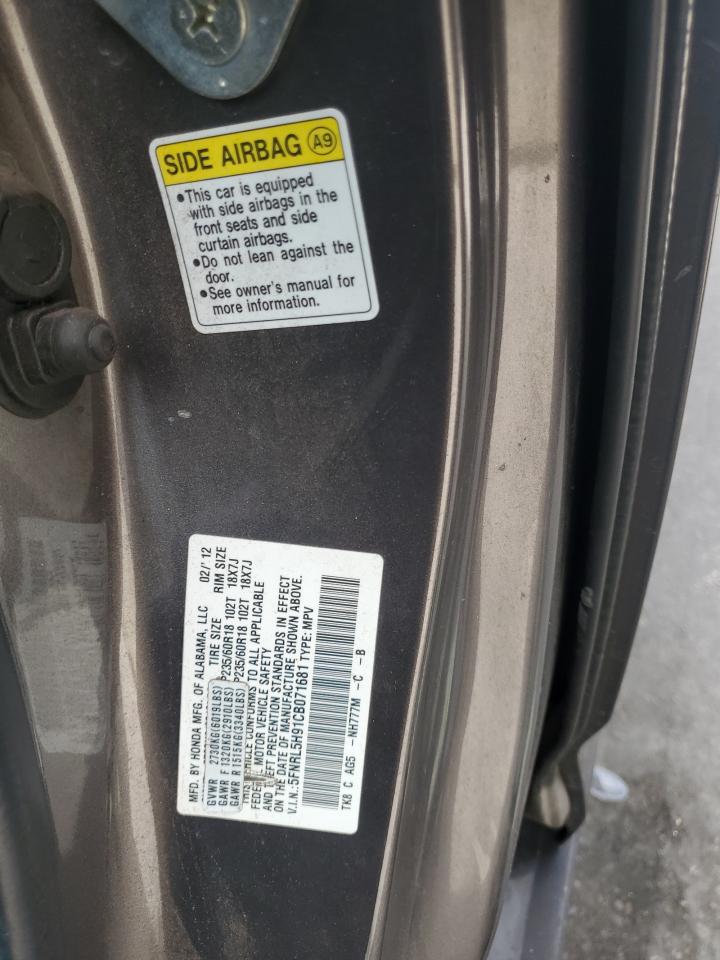 SIDE AIRBAG A9
•This car is equipped
with side airbags in the
front seats and side
curtain airbags.
•Do not lean against the
door.
•See owner's manual for
more information.
MFD. BY HONDA MFG. OF ALABAMA, LLC 02/'12
TIRE SIZE RIM SIZE
GVWR 2730KG(6019LBS)
GAWR F 1320KG(2910LBS) P235/60R18 102T 18X7J
GAWR R 1515KG(3340LBS) P235/60R18 102T 18X7J
THIS VEHICLE CONFORMS TO ALL APPLICABLE
FEDERAL MOTOR VEHICLE SAFETY
AND THEFT PREVENTION STANDARDS IN EFFECT
ON THE DATE OF MANUFACTURE SHOWN ABOVE.
V.I.N.:5FNRL5H91CB071681 TYPE: MPV
TK8 C AG5 -NH777M -C -B